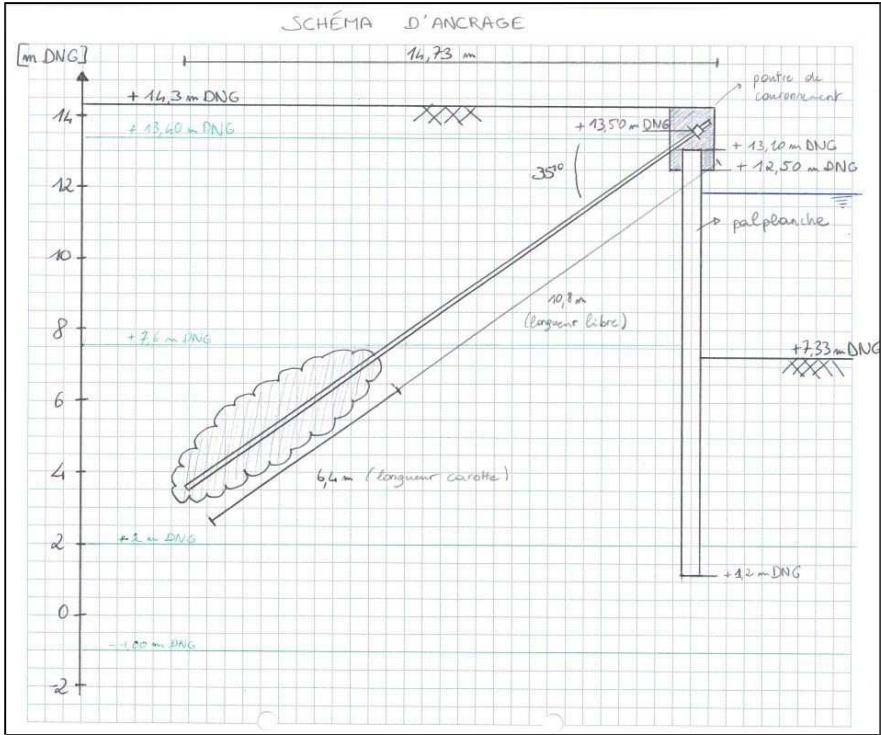 SCHÉMA D'ANCRAGE
[m DNG]
14,73 m
poutre de
couronnement
+ 14,3 m DNG
14
+ 13,40 m DNG
+ 13,50 m DNG
+ 13,10 m DNG
35°
+ 12,50 m DNG
12
palplanche
10
10,8 m
(longueur libre)
8
+ 7,6 m DNG
+7,33 m DNG
6
4
6,4 m (longueur carotte)
2
+ 2 m DNG
+ 1,2 m DNG
0
- 1,00 m DNG
-2